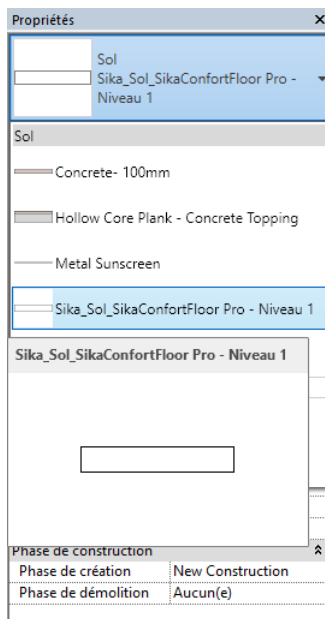 Propriétés
Sol
Sika_Sol_SikaConfortFloor Pro -
Niveau 1
Sol
Concrete- 100mm
Hollow Core Plank - Concrete Topping
Metal Sunscreen
Sika_Sol_SikaConfortFloor Pro - Niveau 1
Sika_Sol_SikaConfortFloor Pro - Niveau 1
Phase de construction
Phase de création New Construction
Phase de démolition Aucun(e)